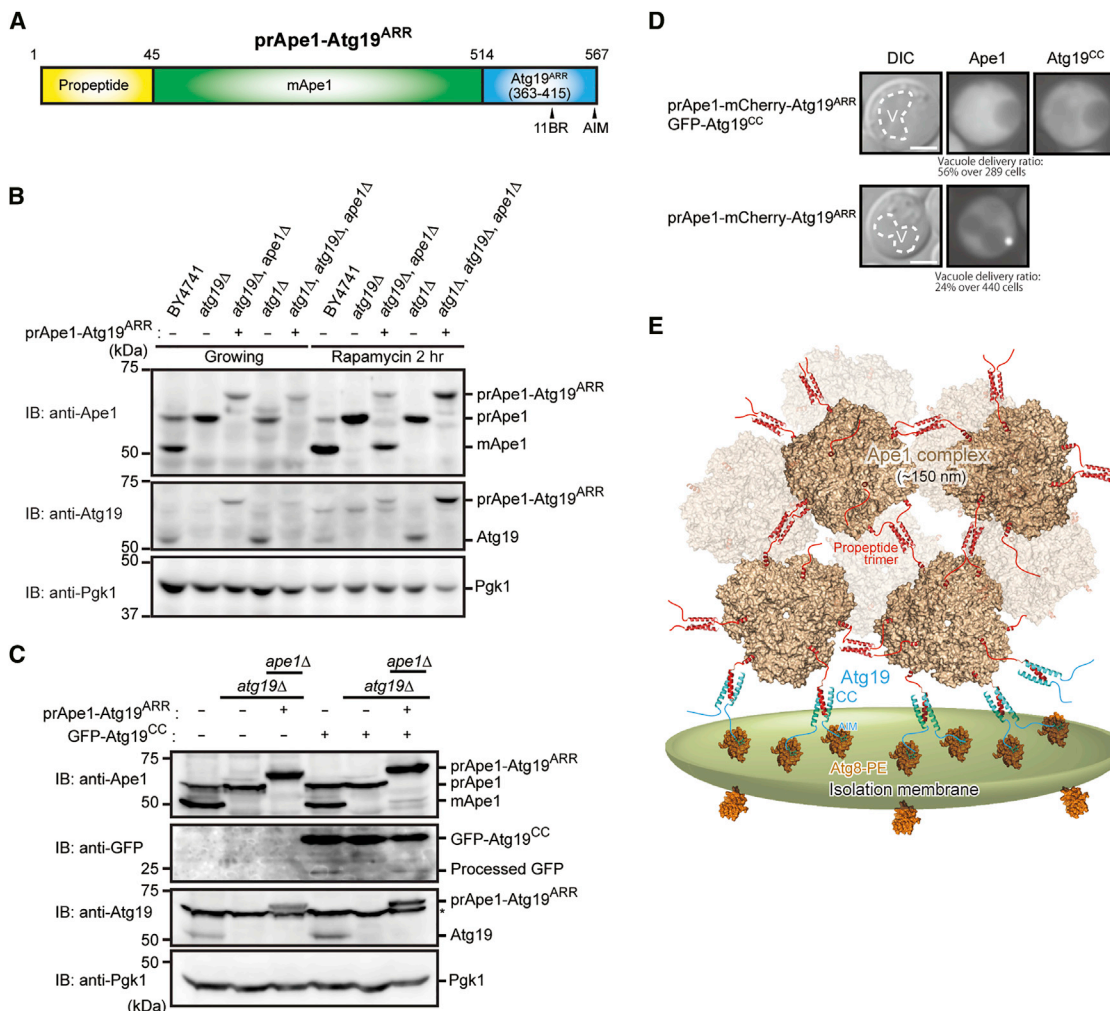 A
prApe1-Atg19ARR
1 45 514 567
Propeptide mApe1 Atg19ARR
(363-415)
11BR AIM
B
BY4741 atg19Δ atg19Δ, ape1Δ atg1Δ atg1Δ, atg19Δ, ape1Δ BY4741 atg19Δ atg19Δ, ape1Δ atg1Δ atg1Δ, atg19Δ, ape1Δ
prApe1-Atg19ARR : – – + – + – – + – +
(kDa) Growing Rapamycin 2 hr
75
IB: anti-Ape1
50
prApe1-Atg19ARR
prApe1
mApe1
75
IB: anti-Atg19
50
prApe1-Atg19ARR
Atg19
50
IB: anti-Pgk1
37
Pgk1
C
ape1Δ ape1Δ
atg19Δ atg19Δ
prApe1-Atg19ARR : – – + – – +
GFP-Atg19CC : – – – + + +
75
IB: anti-Ape1
50
prApe1-Atg19ARR
prApe1
mApe1
IB: anti-GFP
25
GFP-Atg19CC
Processed GFP
75
IB: anti-Atg19
50
prApe1-Atg19ARR
*
Atg19
50
IB: anti-Pgk1
(kDa)
Pgk1
D
DIC Ape1 Atg19CC
prApe1-mCherry-Atg19ARR
GFP-Atg19CC
V
Vacuole delivery ratio:
56% over 289 cells
prApe1-mCherry-Atg19ARR
V
Vacuole delivery ratio:
24% over 440 cells
E
Ape1 complex
(~150 nm)
Propeptide
trimer
Atg19
CC
AIM
Atg8-PE
Isolation membrane